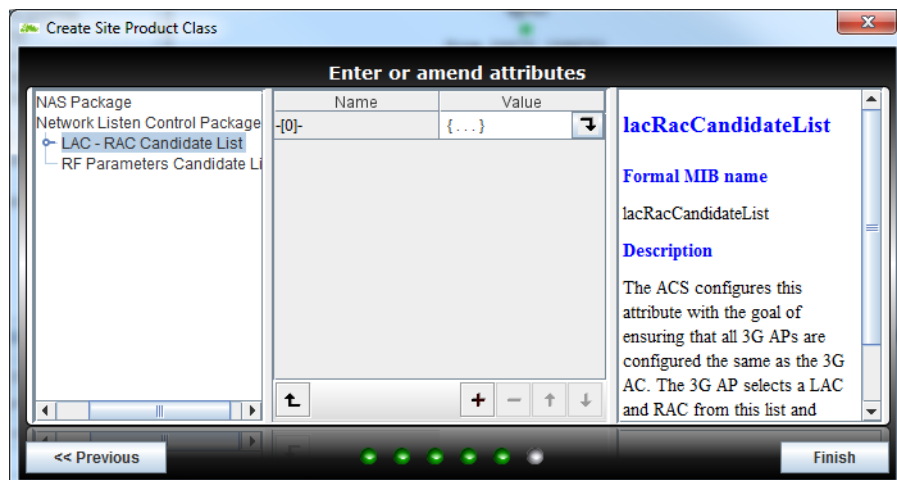 Create Site Product Class
Enter or amend attributes
NAS Package
Network Listen Control Package
LAC - RAC Candidate List
RF Parameters Candidate Li
Name Value
-[0]- {...}
lacRacCandidateList
Formal MIB name
lacRacCandidateList
Description
The ACS configures this
attribute with the goal of
ensuring that all 3G APs are
configured the same as the 3G
AC. The 3G AP selects a LAC
and RAC from this list and
<< Previous
Finish